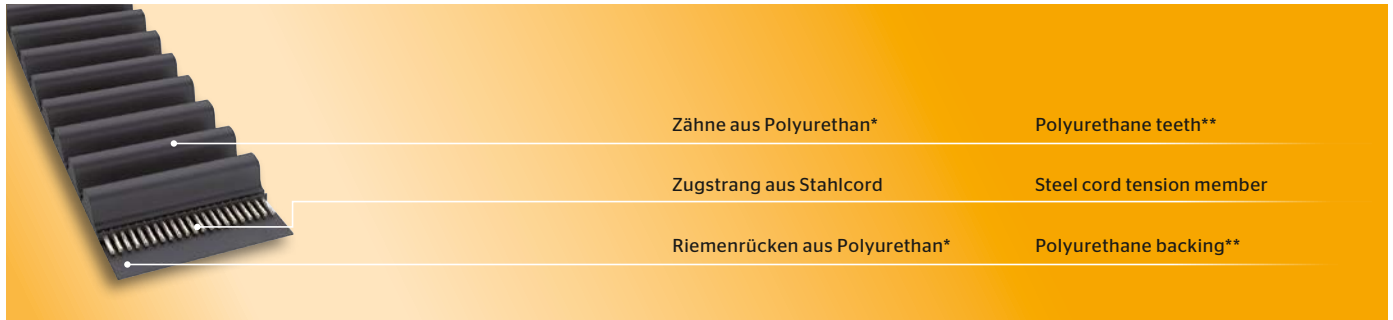 Zähne aus Polyurethan* Polyurethane teeth**
Zugstrang aus Stahlcord Steel cord tension member
Riemenrücken aus Polyurethan* Polyurethane backing**